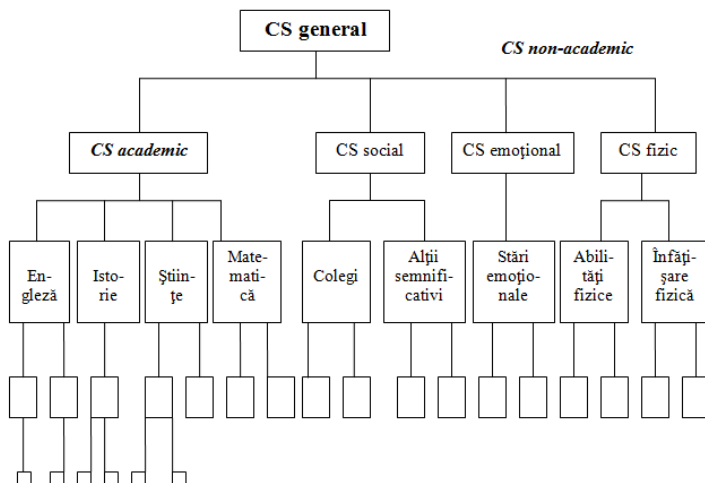 CS general
CS non-academic
CS academic
CS social
CS emoţional
CS fizic
En-
gleză
Isto-
rie
Ştiin-
ţe
Mate-
mati-
că
Colegi
Alţii
semnifi-
cativi
Stări
emoţio-
nale
Abili-
tăţi
fizice
Înfăţi-
şare
fizică